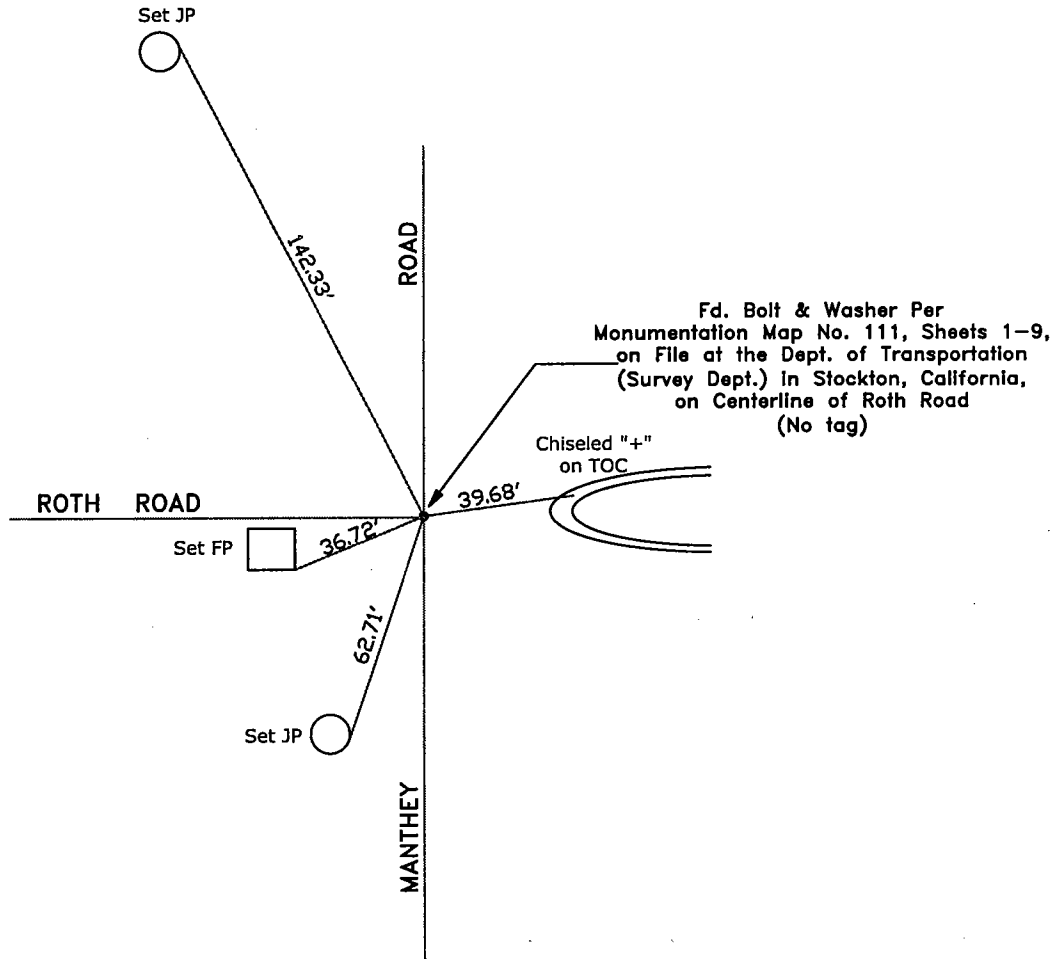 Set JP
142.33'
ROAD
Fd. Bolt & Washer Per
Monumentation Map No. 111, Sheets 1-9,
on File at the Dept. of Transportation
(Survey Dept.) in Stockton, California,
on Centerline of Roth Road
(No tag)
Chiseled "+"
on TOC
39.68'
ROTH ROAD
Set FP
36.72'
62.71'
Set JP
MANTHEY